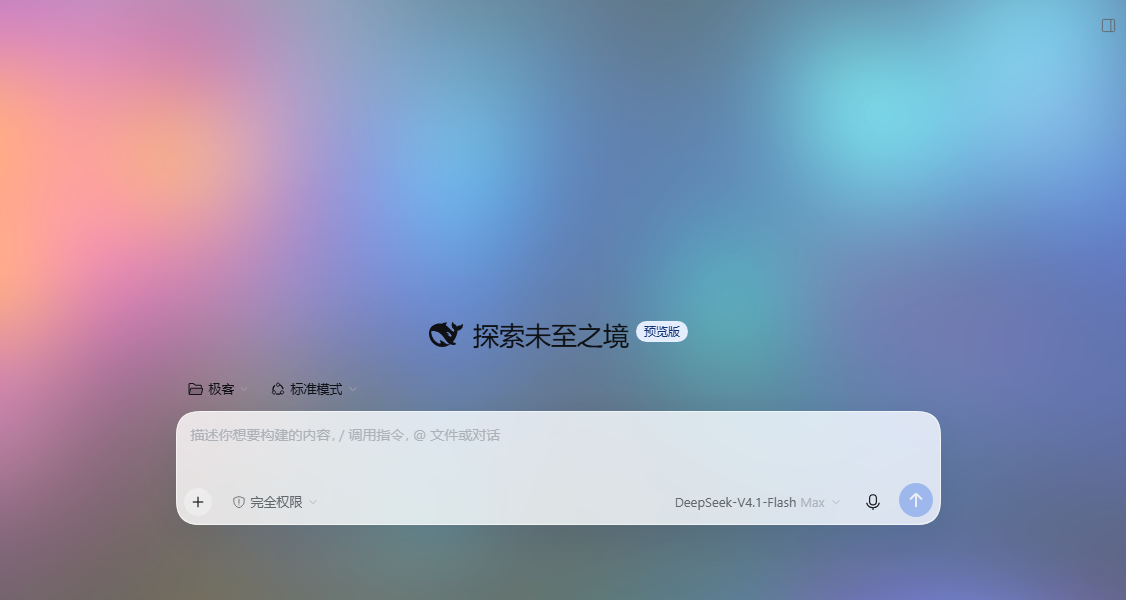 探索未至之境 预览版
极客 标准模式
描述你想要构建的内容, / 调用指令, @ 文件或对话
完全权限 DeepSeek-V4.1-Flash Max